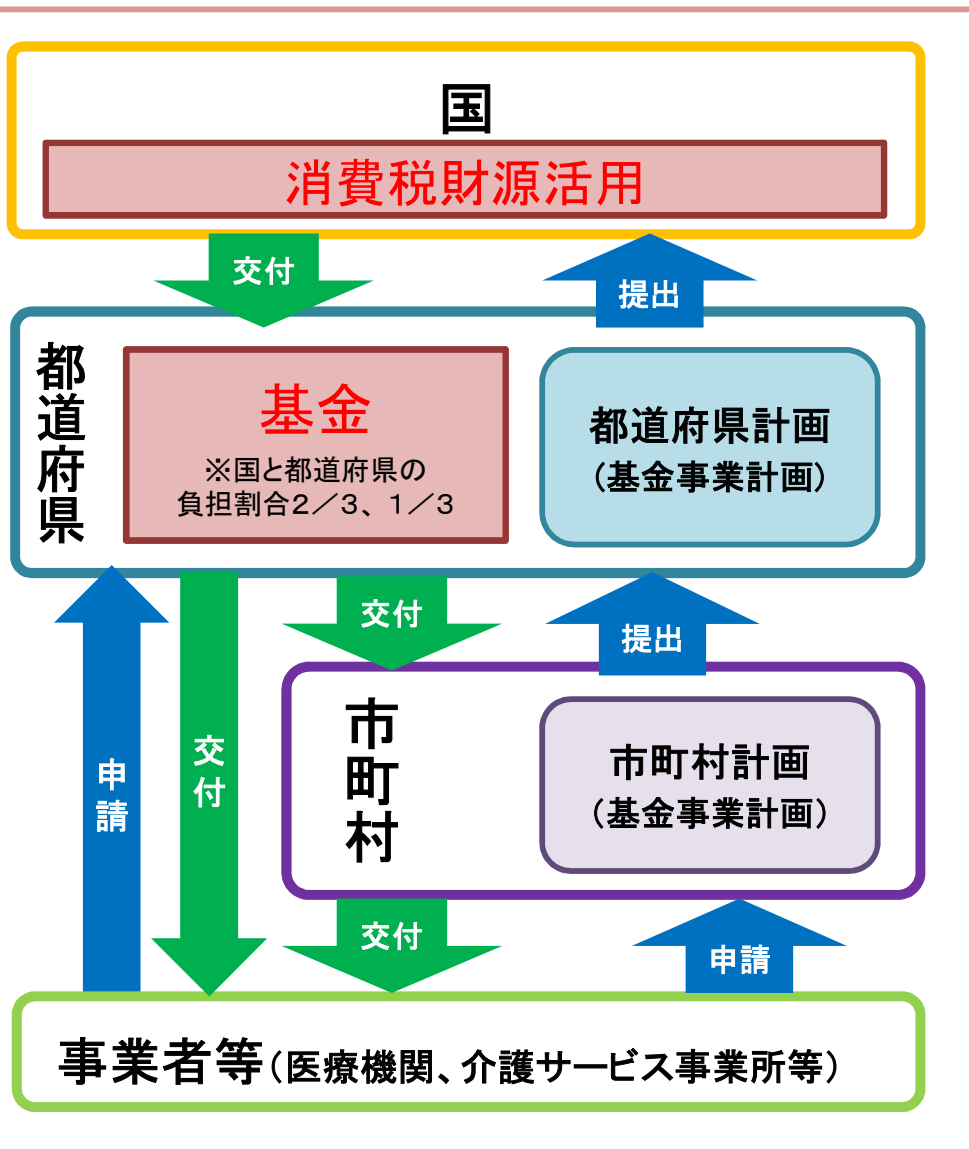 国
消費税財源活用
交付
提出
都道府県
基金
※国と都道府県の
負担割合２／３、１／３
都道府県計画
（基金事業計画）
交付
提出
申請
交付
市町村
市町村計画
（基金事業計画）
交付
申請
事業者等（医療機関、介護サービス事業所等）